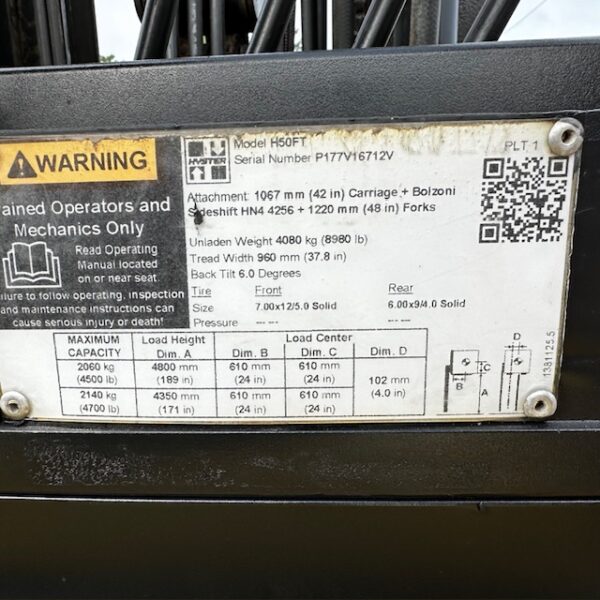 WARNING
ained Operators and
Mechanics Only
Read Operating
Manual located
on or near seat.
ilure to follow operating, inspection
and maintenance instructions can
cause serious injury or death!
HYSTER
Model H50FT
Serial Number P177V16712V
PLT 1
Attachment: 1067 mm (42 in) Carriage + Bolzoni
Sideshift HN4 4256 + 1220 mm (48 in) Forks
Unladen Weight 4080 kg (8980 lb)
Tread Width 960 mm (37.8 in)
Back Tilt 6.0 Degrees
Tire Front Rear
Size 7.00x12/5.0 Solid 6.00x9/4.0 Solid
Pressure -- -- -- --
MAXIMUM CAPACITY
Load Height Dim. A
Load Center
Dim. B Dim. C Dim. D
2060 kg (4500 lb) 4800 mm (189 in) 610 mm (24 in) 610 mm (24 in)
102 mm (4.0 in)
2140 kg (4700 lb) 4350 mm (171 in) 610 mm (24 in) 610 mm (24 in)
D
C
B
A
1381125.5